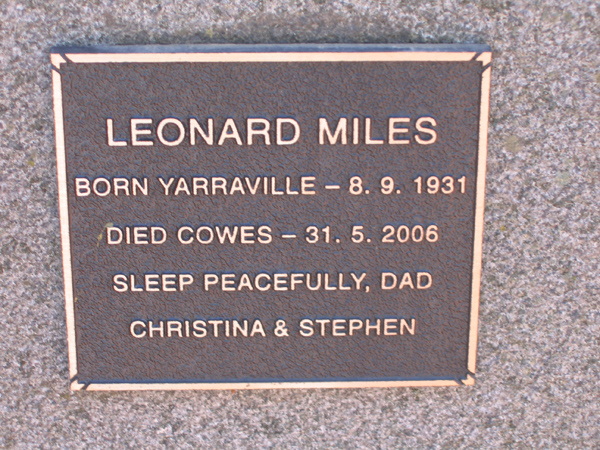 LEONARD MILES
BORN YARRAVILLE – 8. 9. 1931
DIED COWES – 31. 5. 2006
SLEEP PEACEFULLY, DAD
CHRISTINA & STEPHEN